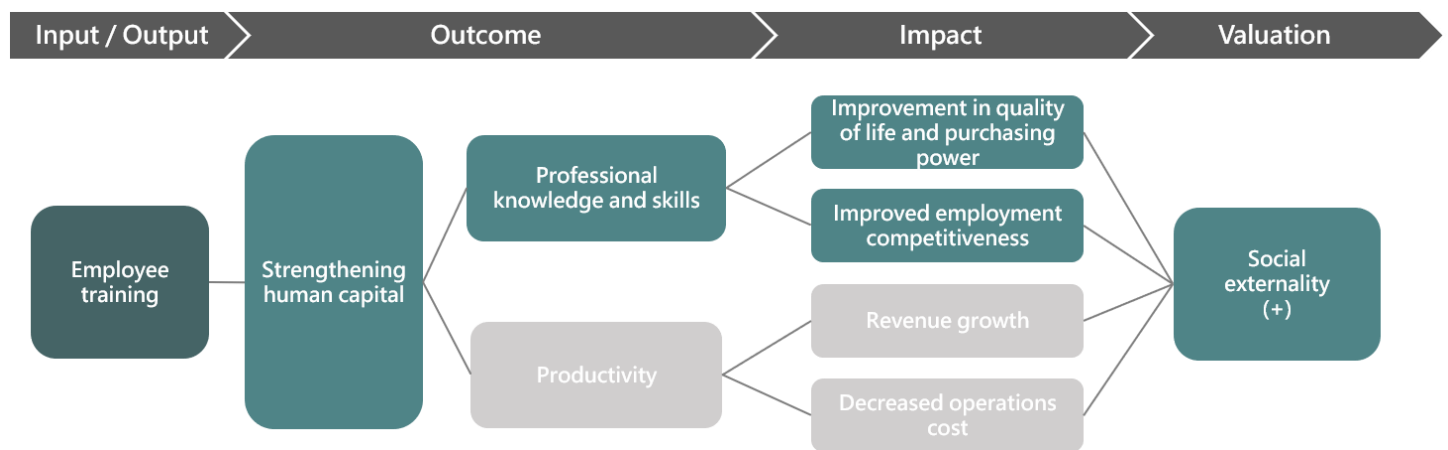 Input / Output
Outcome
Impact
Valuation
Employee
training
Strengthening
human capital
Professional
knowledge and skills
Productivity
Improvement in quality
of life and purchasing
power
Improved employment
competitiveness
Revenue growth
Decreased operations
cost
Social
externality
(+)